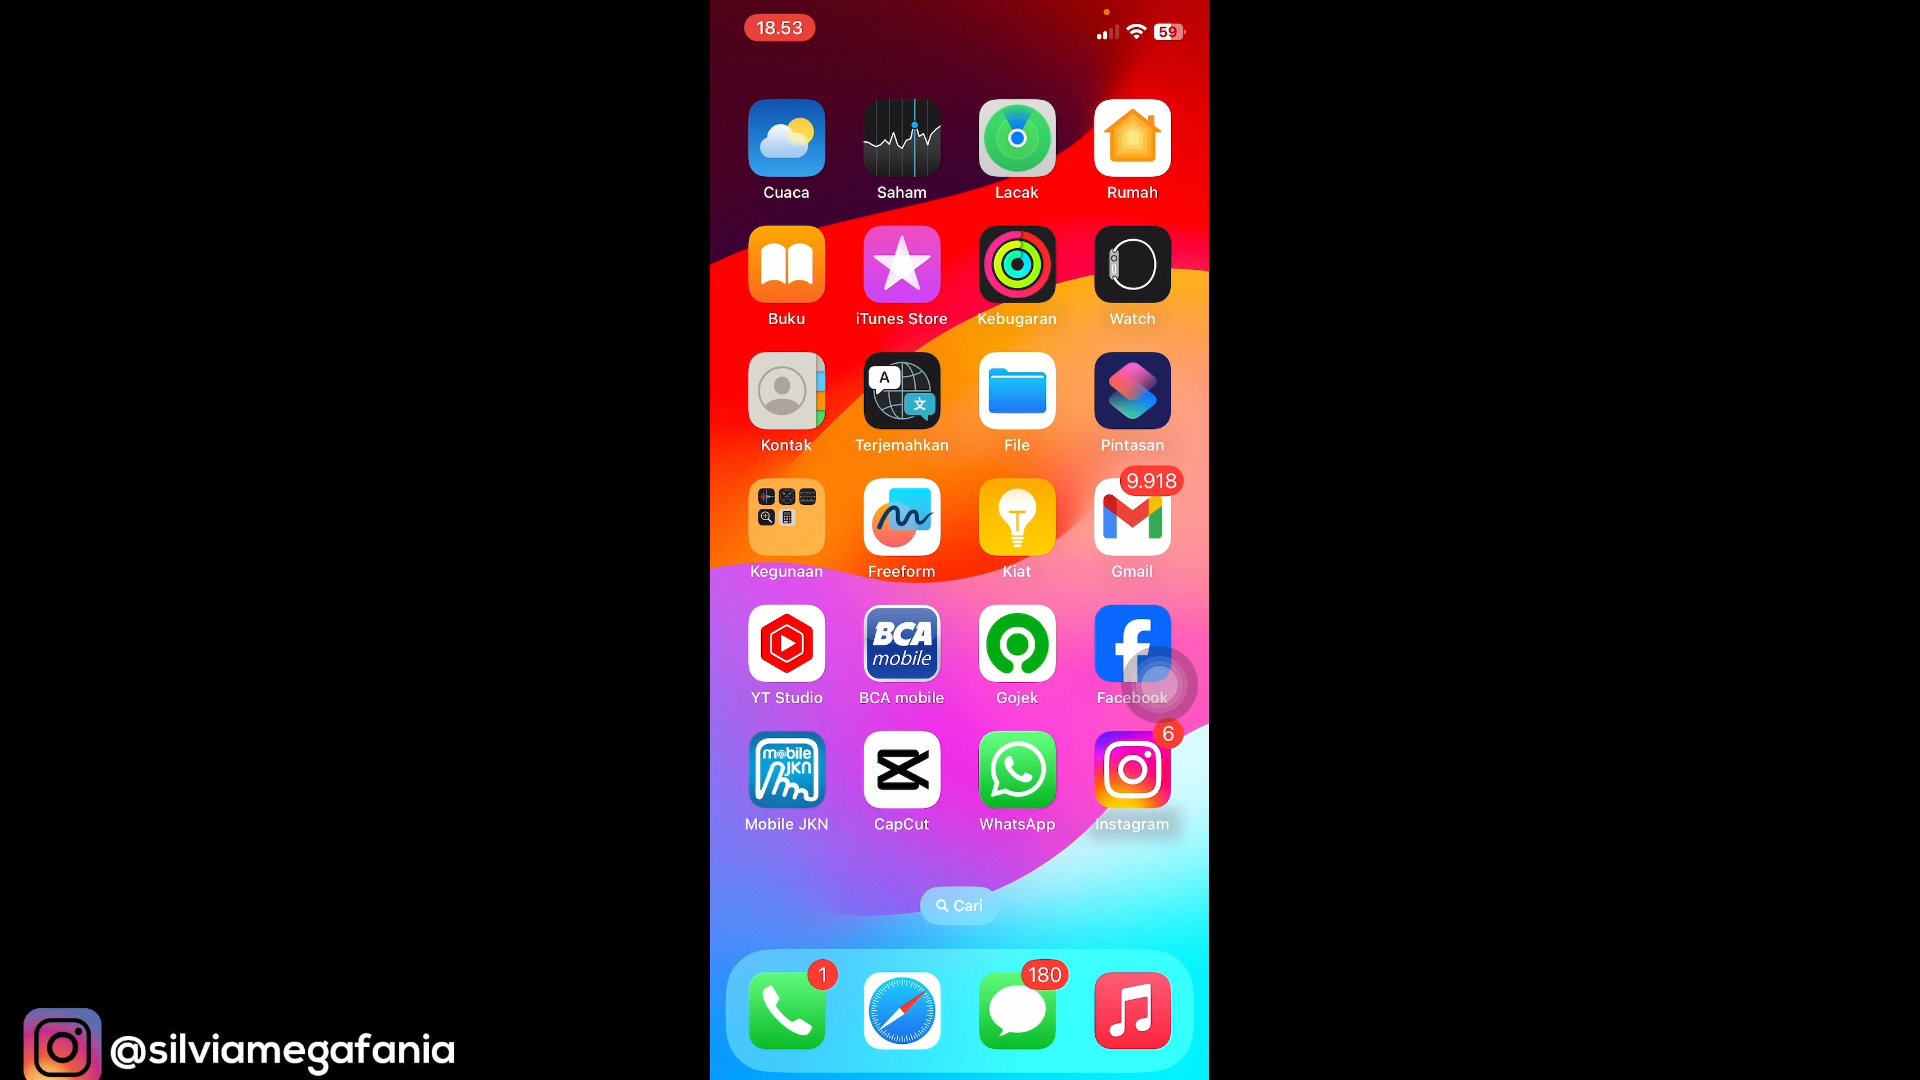 18.53
59
Cuaca
Saham
Lacak
Rumah
Buku
iTunes Store
Kebugaran
Watch
A
文
Kontak
Terjemahkan
File
Pintasan
9.918
Kegunaan
Freeform
Kiat
Gmail
BCA
mobile
YT Studio
BCA mobile
Gojek
Facebook
6
mobile
JKN
Mobile JKN
CapCut
WhatsApp
Instagram
Cari
1
180
@silviamegafania